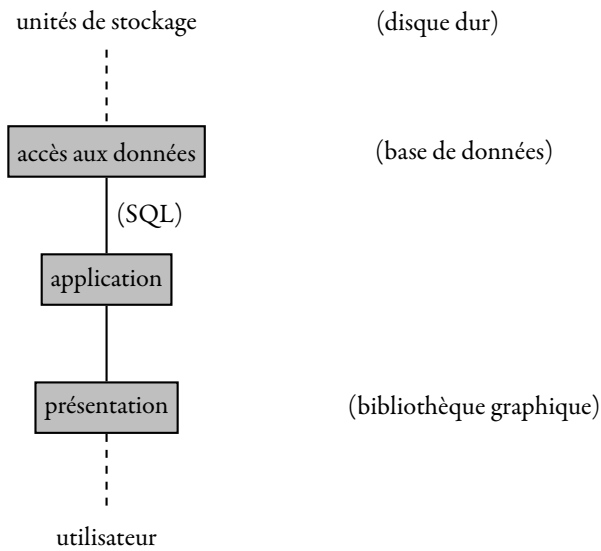 unités de stockage (disque dur)
accès aux données (base de données)
(SQL)
application
présentation (bibliothèque graphique)
utilisateur